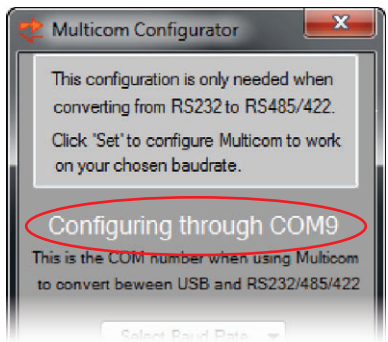 Multicom Configurator
This configuration is only needed when
converting from RS232 to RS485/422.
Click "Set" to configure Multicom to work
on your chosen baudrate.
Configuring through COM9
This is the COM number when using Multicom
to convert beween USB and RS232/485/422
Select Baud Rate